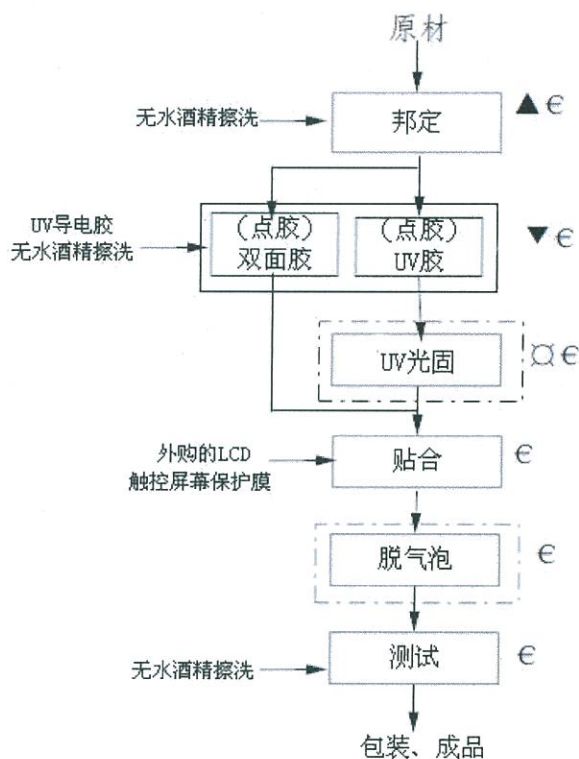 原材
无水酒精擦洗
邦定
▲€
UV导电胶
无水酒精擦洗
(点胶)
双面胶
(点胶)
UV胶
▼€
UV光固
¤€
外购的LCD
触控屏幕保护膜
贴合
€
脱气泡
€
无水酒精擦洗
测试
€
包装、成品